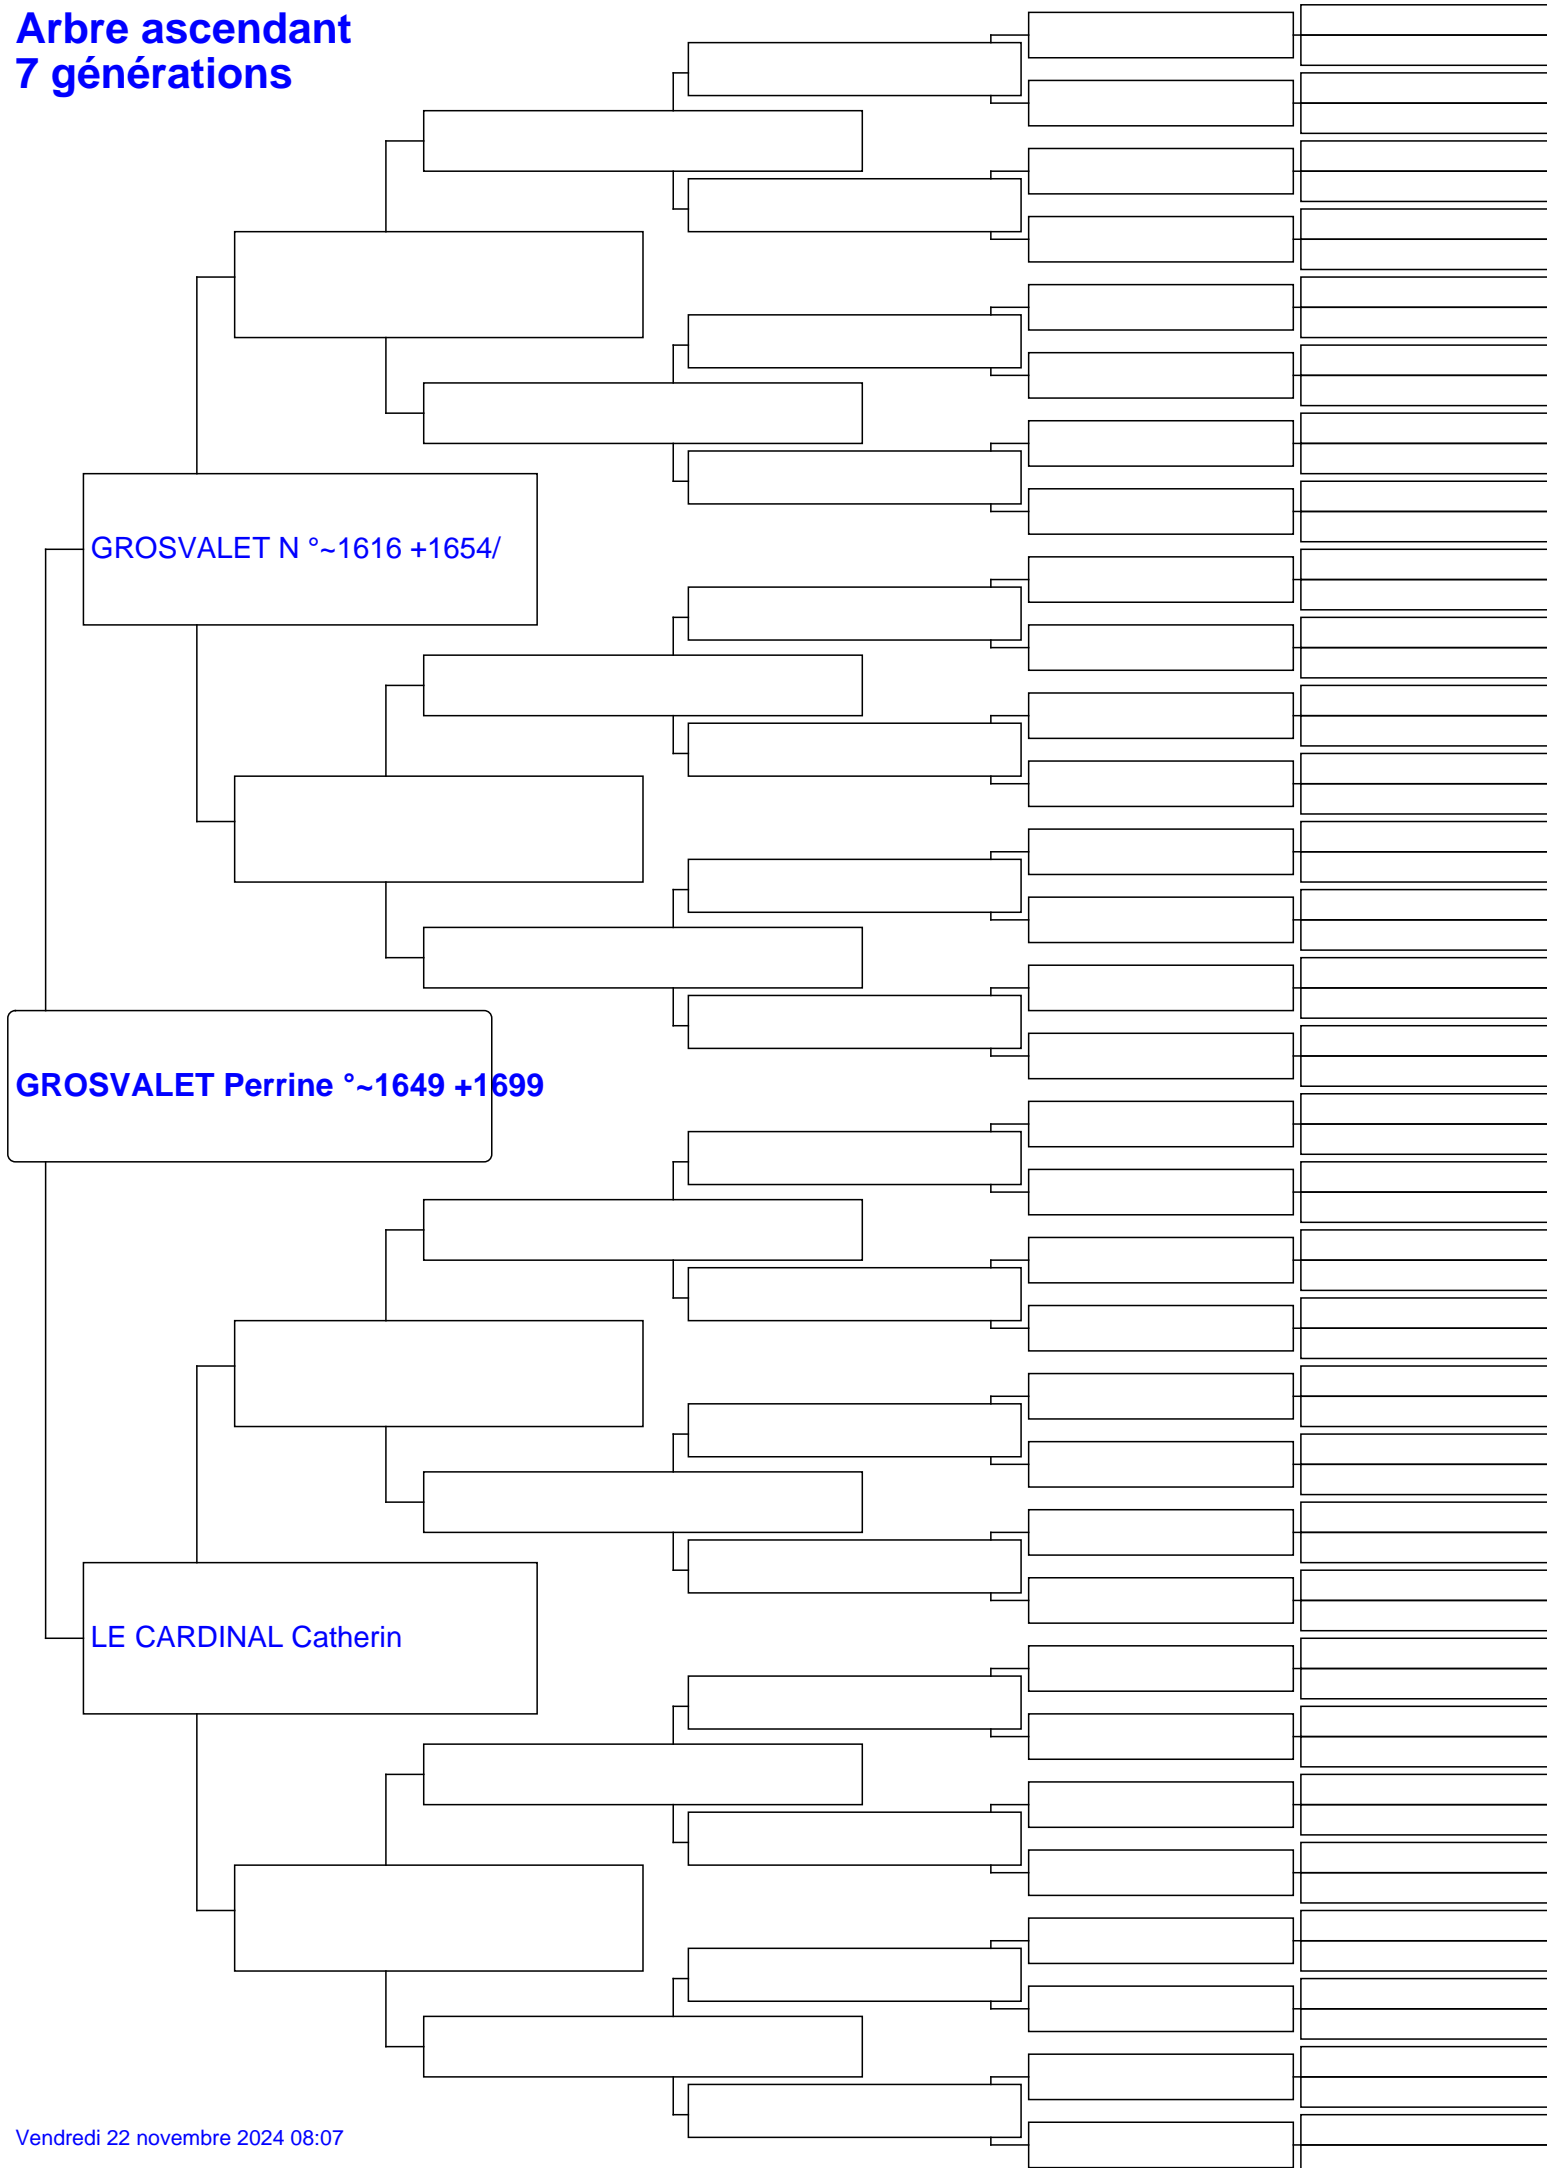 Arbre ascendant
7 générations
GROSVALET N °~1616 +1654/
GROSVALET Perrine °~1649 +1699
LE CARDINAL Catherin
Vendredi 22 novembre 2024 08:07